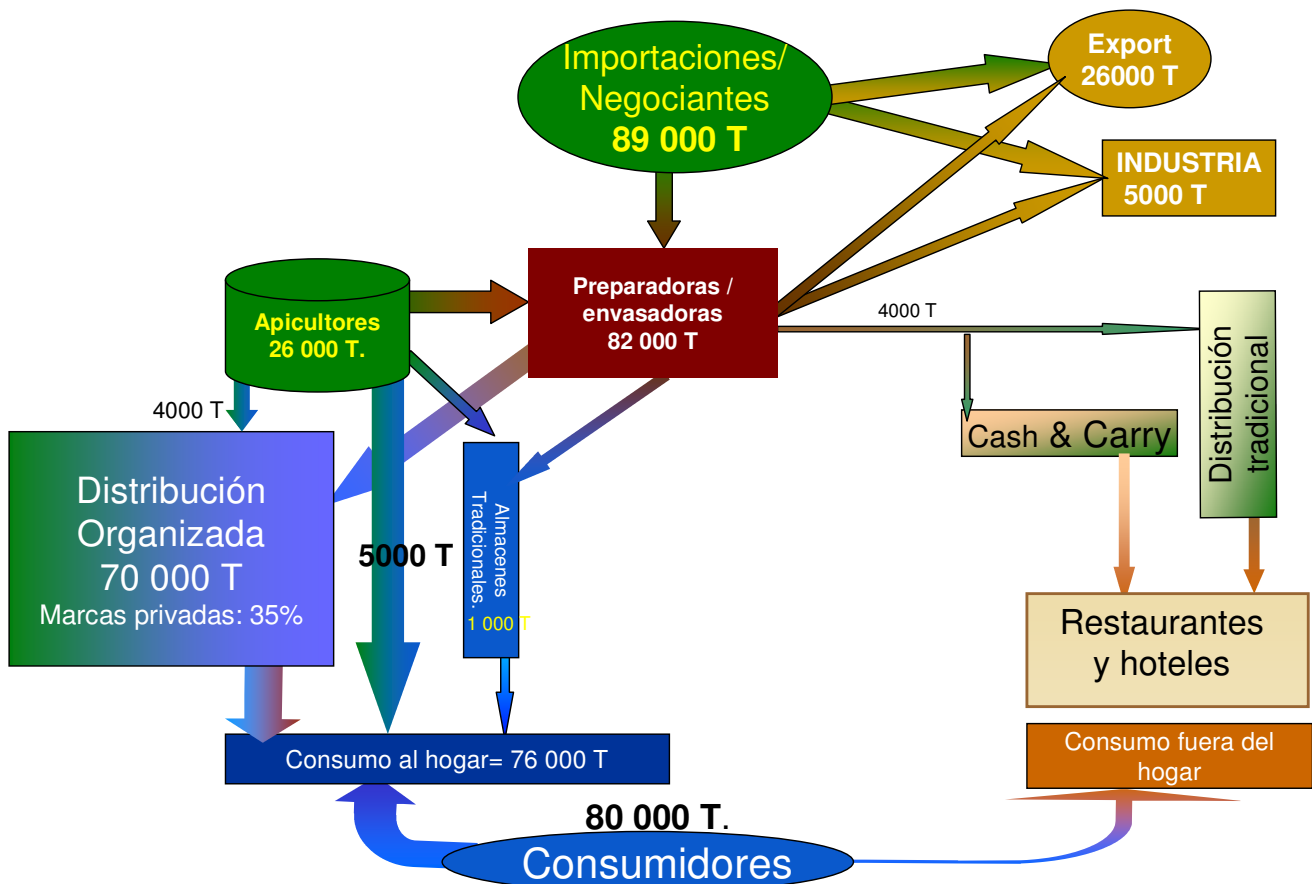 Importaciones/
Negociantes
89 000 T
Export
26000 T
INDUSTRIA
5000 T
Preparadoras /
envasadoras
82 000 T
Apicultores
26 000 T.
4000 T
4000 T
Distribución
tradicional
Cash & Carry
Distribución
Organizada
70 000 T
Marcas privadas: 35%
5000 T
Almacenes
Tradicionales.
1 000 T
Restaurantes
y hoteles
Consumo al hogar= 76 000 T
Consumo fuera del
hogar
80 000 T.
Consumidores